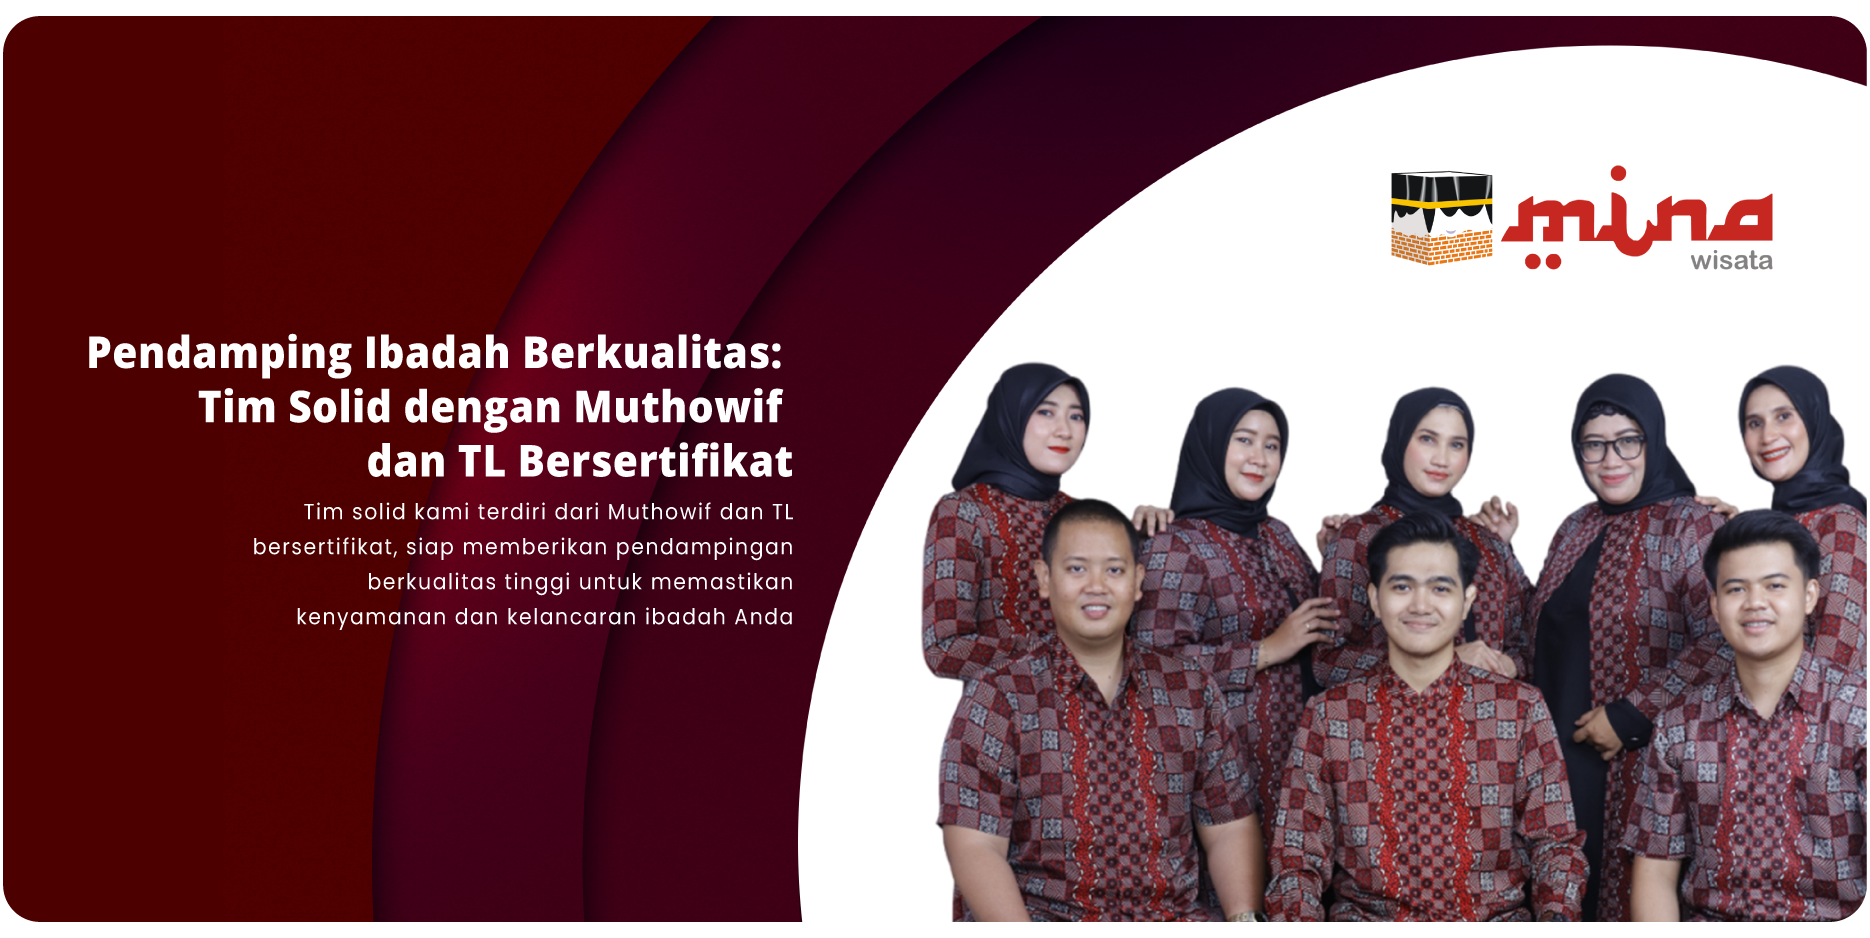 mina
wisata
Pendamping Ibadah Berkualitas:
Tim Solid dengan Muthowif
dan TL Bersertifikat
Tim solid kami terdiri dari Muthowif dan TL
bersertifikat, siap memberikan pendampingan
berkualitas tinggi untuk memastikan
kenyamanan dan kelancaran ibadah Anda